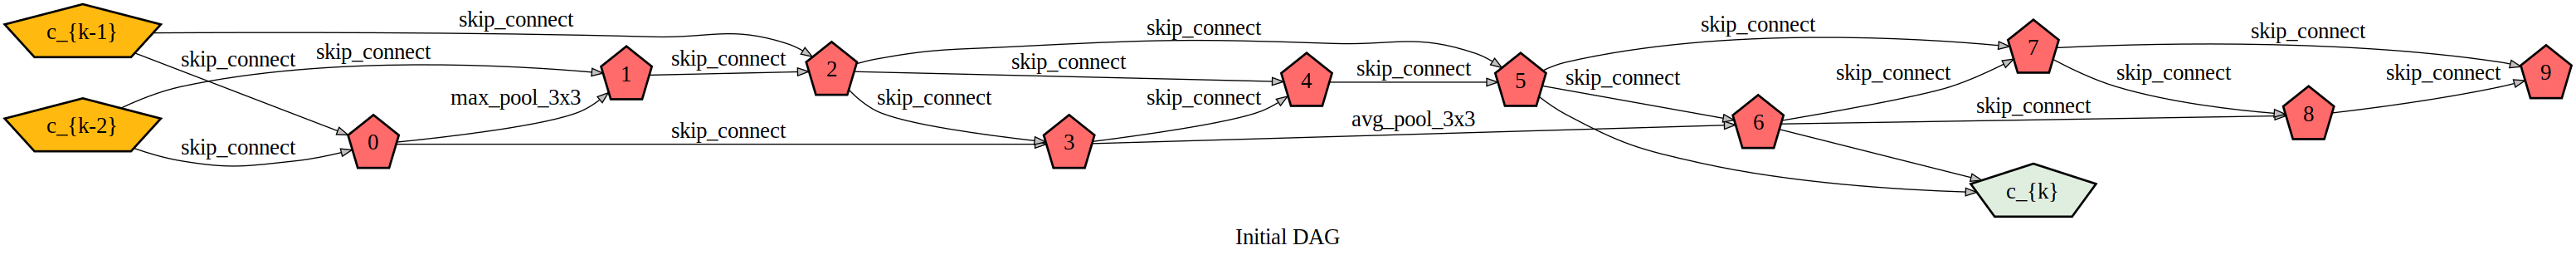 c_{k-1}
skip_connect
skip_connect
skip_connect
c_{k-2}
skip_connect
0
max_pool_3x3
skip_connect
1
skip_connect
2
skip_connect
skip_connect
skip_connect
3
skip_connect
avg_pool_3x3
4
skip_connect
5
skip_connect
skip_connect
6
skip_connect
skip_connect
7
skip_connect
skip_connect
8
skip_connect
9
c_{k}
Initial DAG